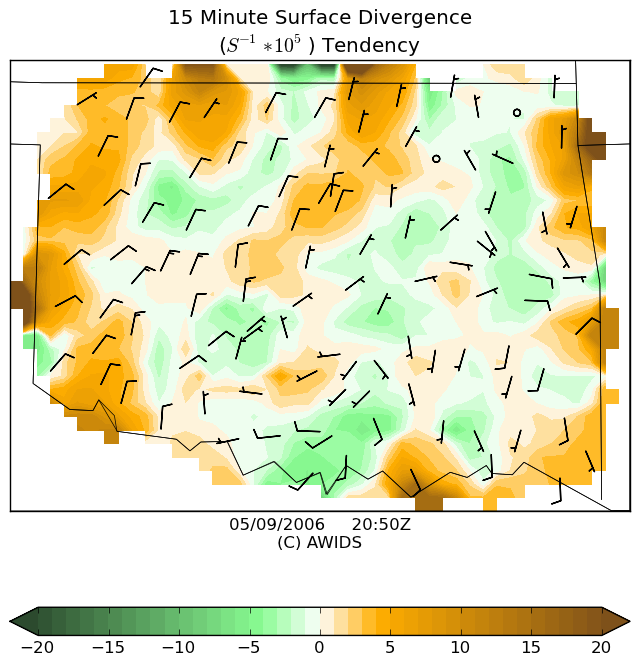 15 Minute Surface Divergence
(S⁻¹ *10⁵ ) Tendency
05/09/2006 20:50Z
(C) AWIDS
−20 −15 −10 −5 0 5 10 15 20